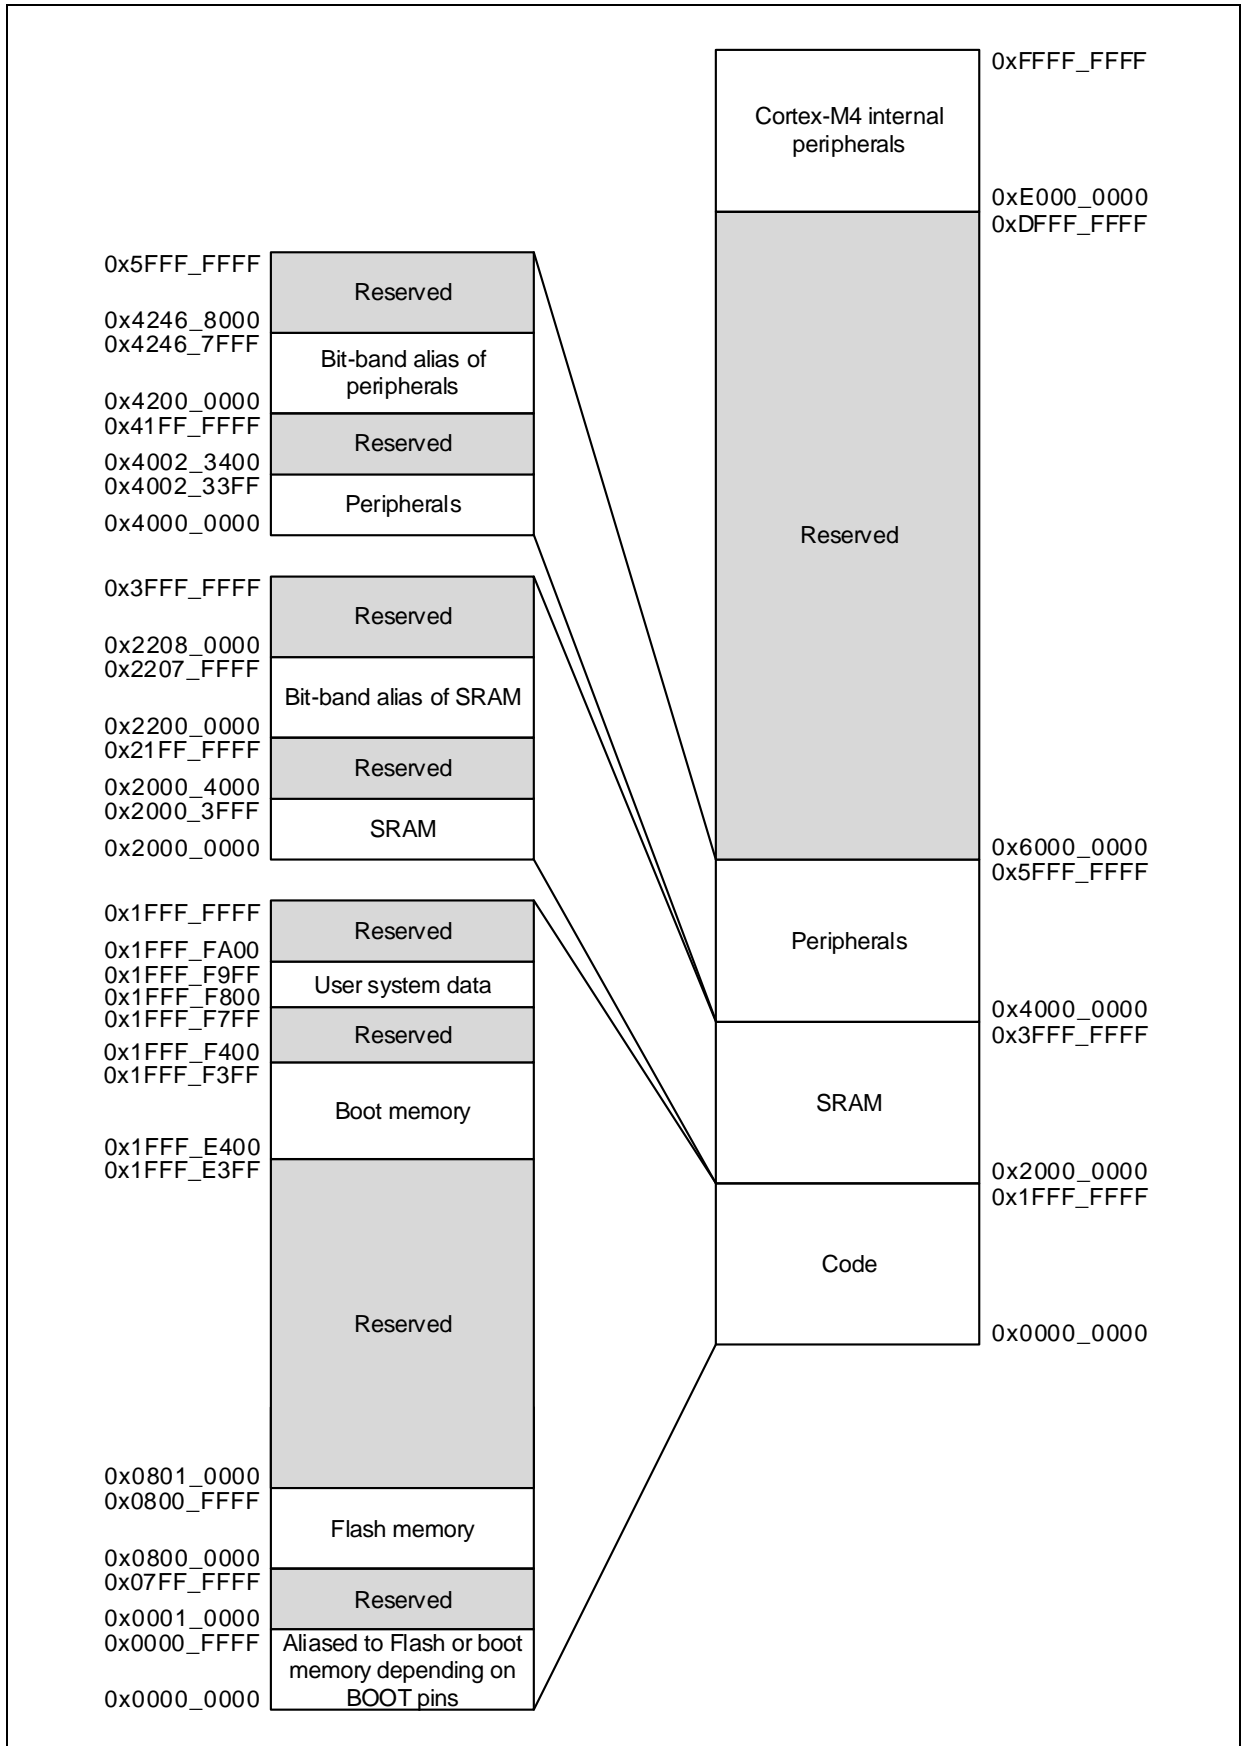 0xFFFF_FFFF
Cortex-M4 internal
peripherals
0xE000_0000
0xDFFF_FFFF
Reserved
0x6000_0000
0x5FFF_FFFF
Peripherals
0x4000_0000
0x3FFF_FFFF
SRAM
0x2000_0000
0x1FFF_FFFF
Code
0x0000_0000
0x5FFF_FFFF
Reserved
0x4246_8000
0x4246_7FFF
Bit-band alias of
peripherals
0x4200_0000
0x41FF_FFFF
Reserved
0x4002_3400
0x4002_33FF
Peripherals
0x4000_0000
0x3FFF_FFFF
Reserved
0x2208_0000
0x2207_FFFF
Bit-band alias of SRAM
0x2200_0000
0x21FF_FFFF
Reserved
0x2000_4000
0x2000_3FFF
SRAM
0x2000_0000
0x1FFF_FFFF
Reserved
0x1FFF_FA00
0x1FFF_F9FF
User system data
0x1FFF_F800
0x1FFF_F7FF
Reserved
0x1FFF_F400
0x1FFF_F3FF
Boot memory
0x1FFF_E400
0x1FFF_E3FF
Reserved
0x0801_0000
0x0800_FFFF
Flash memory
0x0800_0000
0x07FF_FFFF
Reserved
0x0001_0000
0x0000_FFFF
Aliased to Flash or boot
memory depending on
BOOT pins
0x0000_0000